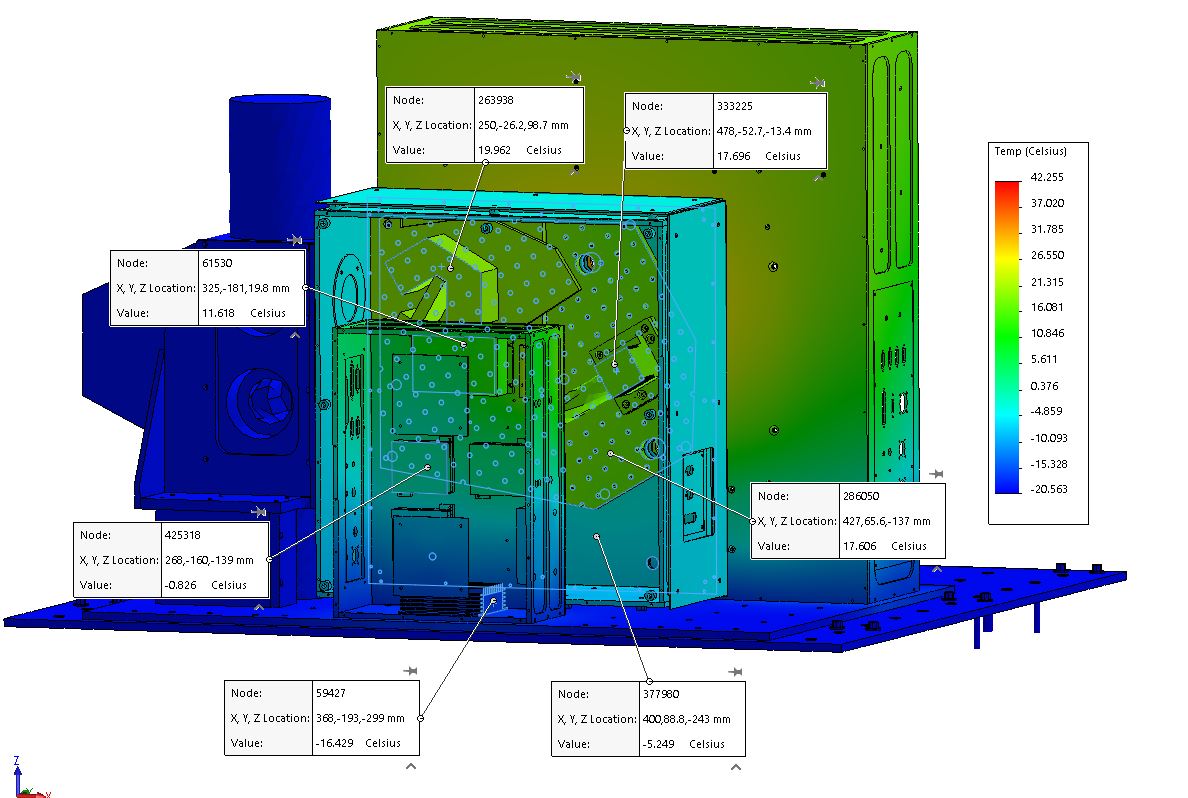 Node: 263938
X, Y, Z Location: 250,-26.2,98.7 mm
Value: 19.962 Celsius
Node: 333225
X, Y, Z Location: 478,-52.7,-13.4 mm
Value: 17.696 Celsius
Temp (Celsius)
42.255
37.020
31.785
26.550
21.315
16.081
10.846
5.611
0.376
-4.859
-10.093
-15.328
-20.563
Node: 61530
X, Y, Z Location: 325,-181,19.8 mm
Value: 11.618 Celsius
Node: 286050
X, Y, Z Location: 427,65.6,-137 mm
Value: 17.606 Celsius
Node: 425318
X, Y, Z Location: 268,-160,-139 mm
Value: -0.826 Celsius
Node: 59427
X, Y, Z Location: 368,-193,-299 mm
Value: -16.429 Celsius
Node: 377980
X, Y, Z Location: 400,88.8,-243 mm
Value: -5.249 Celsius
Z
X